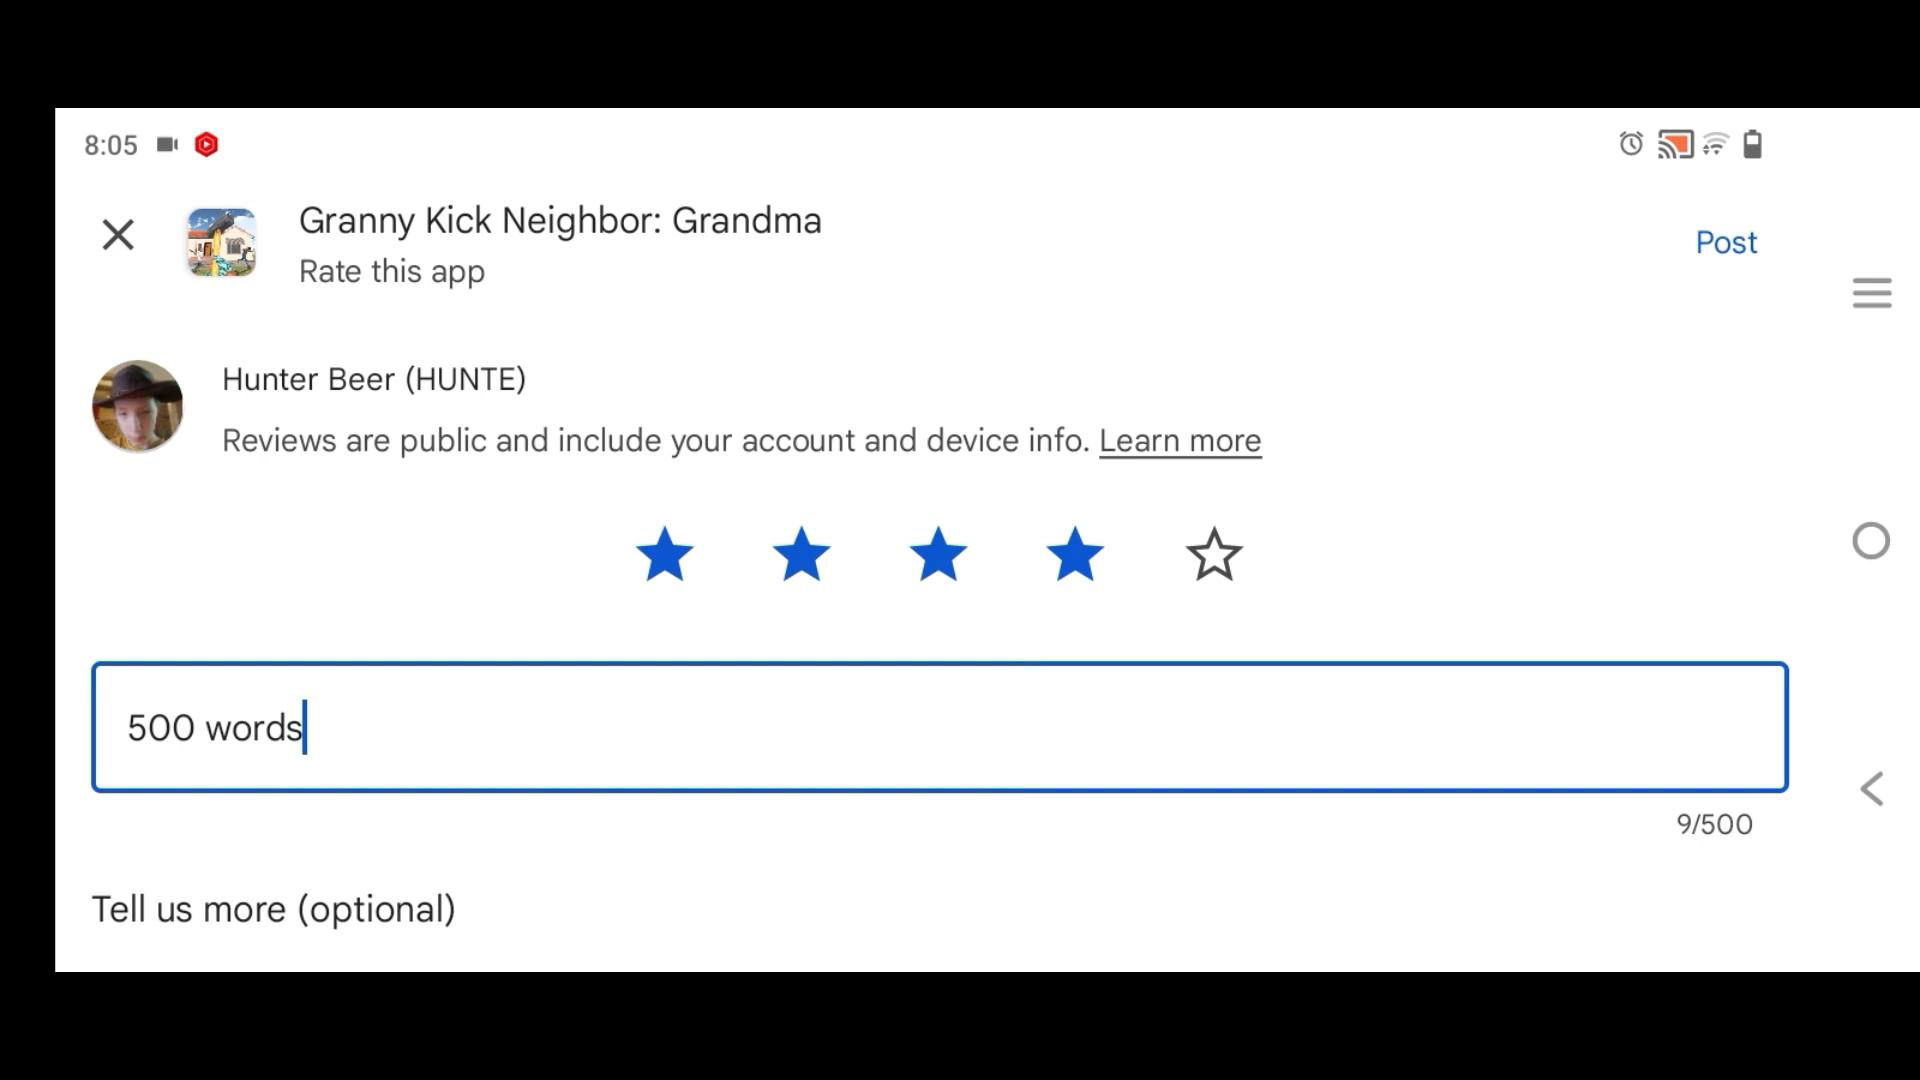 8:05
Granny Kick Neighbor: Grandma
Rate this app
Post
Hunter Beer (HUNTE)
Reviews are public and include your account and device info. Learn more
500 words
9/500
Tell us more (optional)